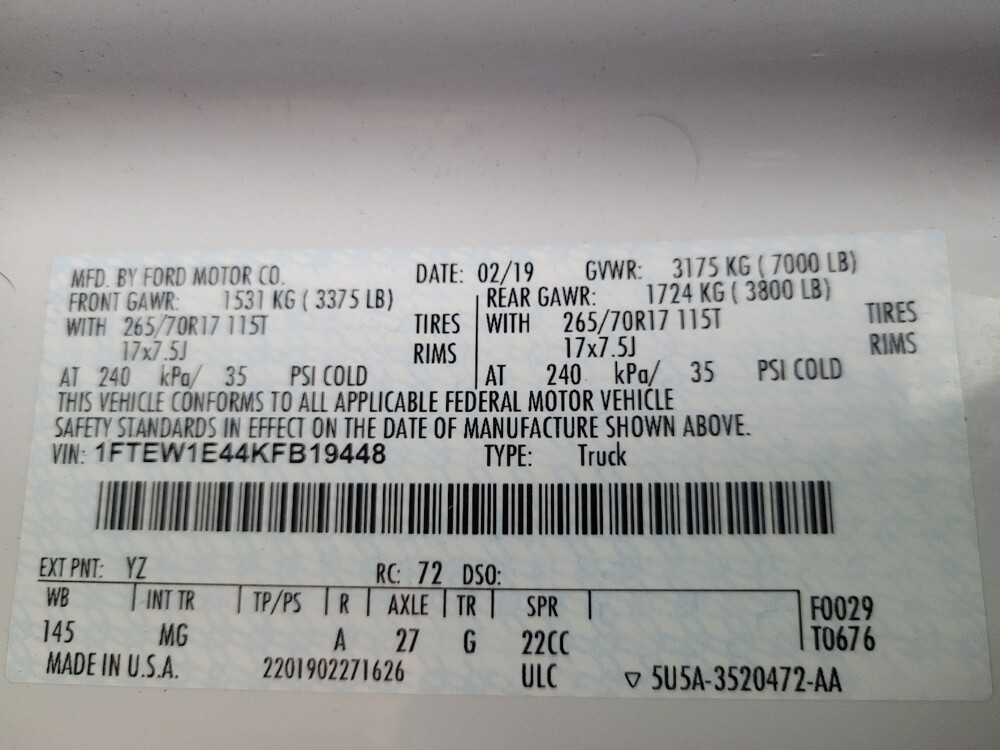 MFD. BY FORD MOTOR CO. DATE: 02/19 GVWR: 3175 KG ( 7000 LB)
FRONT GAWR: 1531 KG ( 3375 LB) REAR GAWR: 1724 KG ( 3800 LB)
WITH 265/70R17 115T TIRES WITH 265/70R17 115T TIRES
17x7.5J RIMS 17x7.5J RIMS
AT 240 kPa/ 35 PSI COLD AT 240 kPa/ 35 PSI COLD
THIS VEHICLE CONFORMS TO ALL APPLICABLE FEDERAL MOTOR VEHICLE
SAFETY STANDARDS IN EFFECT ON THE DATE OF MANUFACTURE SHOWN ABOVE.
VIN: 1FTEW1E44KFB19448 TYPE: Truck
EXT PNT: YZ RC: 72 DSO:
WB INT TR TP/PS R AXLE TR SPR F0029
145 MG A 27 G 22CC T0676
MADE IN U.S.A. 2201902271626 ULC ▽ 5U5A-3520472-AA